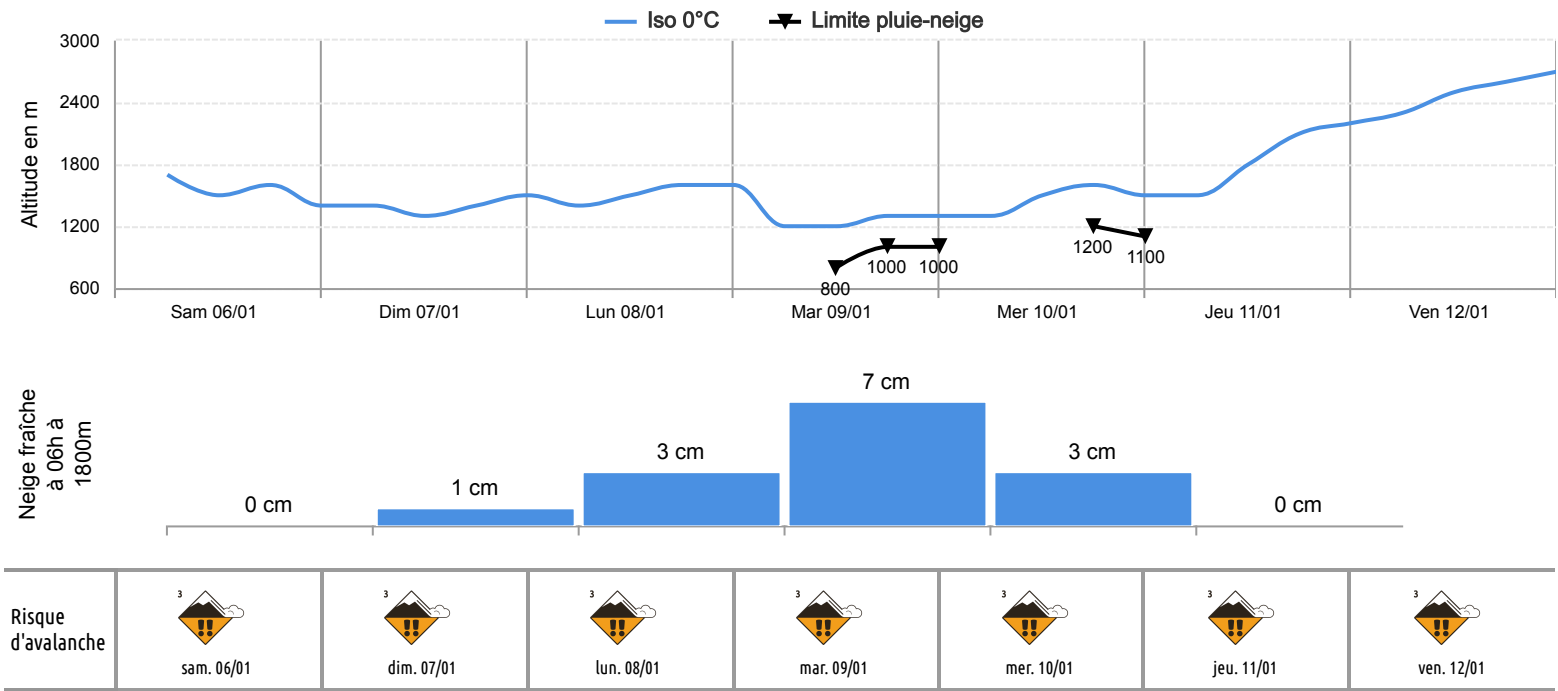 Iso 0°C Limite pluie-neige
3000
2400
1800
1200
600
Altitude en m
800
1000
1000
1200
1100
Sam 06/01 Dim 07/01 Lun 08/01 Mar 09/01 Mer 10/01 Jeu 11/01 Ven 12/01
Neige fraîche
à 06h à
1800m
0 cm
1 cm
3 cm
7 cm
3 cm
0 cm
Risque
d'avalanche
3 3 3 3 3 3 3
sam. 06/01 dim. 07/01 lun. 08/01 mar. 09/01 mer. 10/01 jeu. 11/01 ven. 12/01